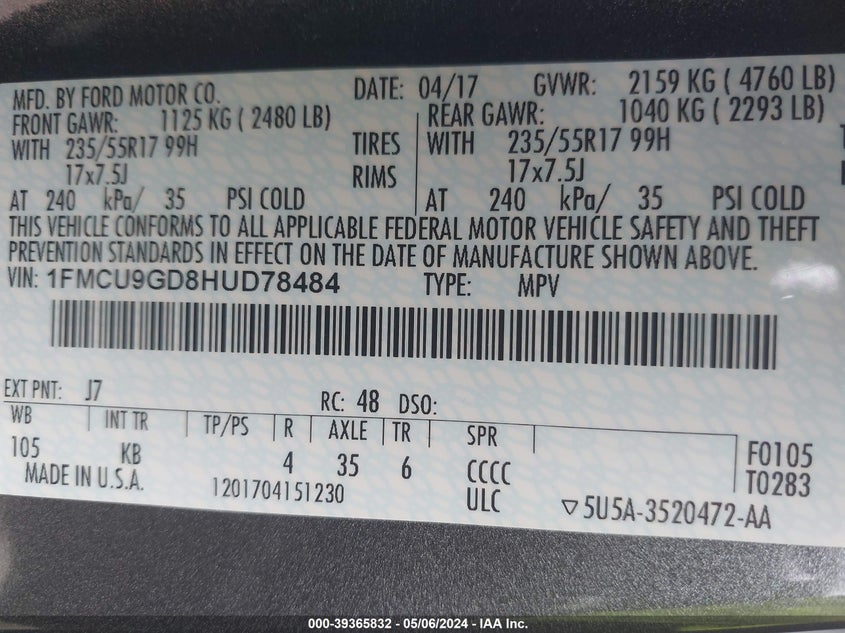 MFD. BY FORD MOTOR CO. DATE: 04/17 GVWR: 2159 KG ( 4760 LB)
FRONT GAWR: 1125 KG ( 2480 LB) REAR GAWR: 1040 KG ( 2293 LB)
WITH 235/55R17 99H TIRES WITH 235/55R17 99H
17x7.5J RIMS 17x7.5J
AT 240 kPa/ 35 PSI COLD AT 240 kPa/ 35 PSI COLD
THIS VEHICLE CONFORMS TO ALL APPLICABLE FEDERAL MOTOR VEHICLE SAFETY AND THEFT
PREVENTION STANDARDS IN EFFECT ON THE DATE OF MANUFACTURE SHOWN ABOVE.
VIN: 1FMCU9GD8HUD78484 TYPE: MPV
EXT PNT: J7 RC: 48 DSO:
WB INT TR TP/PS R AXLE TR SPR
105 KB 4 35 6 CCCC F0105
MADE IN U.S.A. 1201704151230 ULC T0283
▽5U5A-3520472-AA
000-39365832 - 05/06/2024 - IAA Inc.